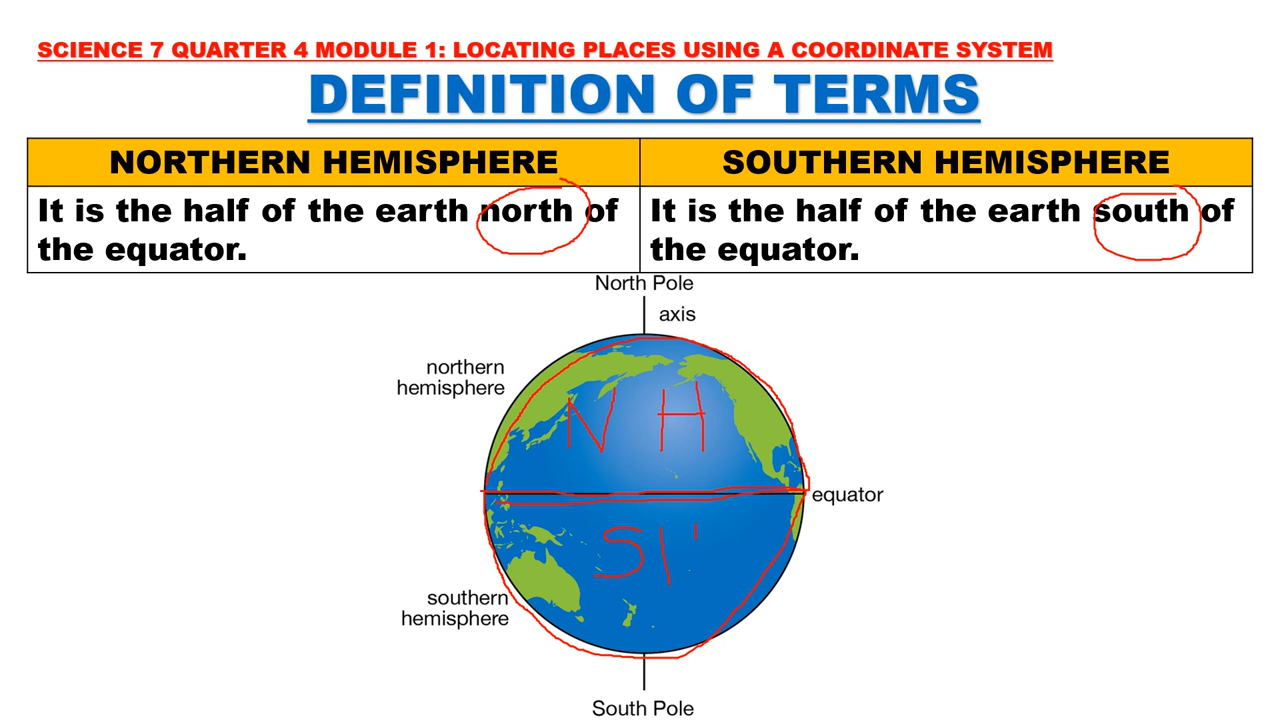 SCIENCE 7 QUARTER 4 MODULE 1: LOCATING PLACES USING A COORDINATE SYSTEM
DEFINITION OF TERMS
NORTHERN HEMISPHERE
It is the half of the earth north of
the equator.
SOUTHERN HEMISPHERE
It is the half of the earth south of
the equator.
North Pole
axis
northern
hemisphere
N H
equator
S
southern
hemisphere
South Pole